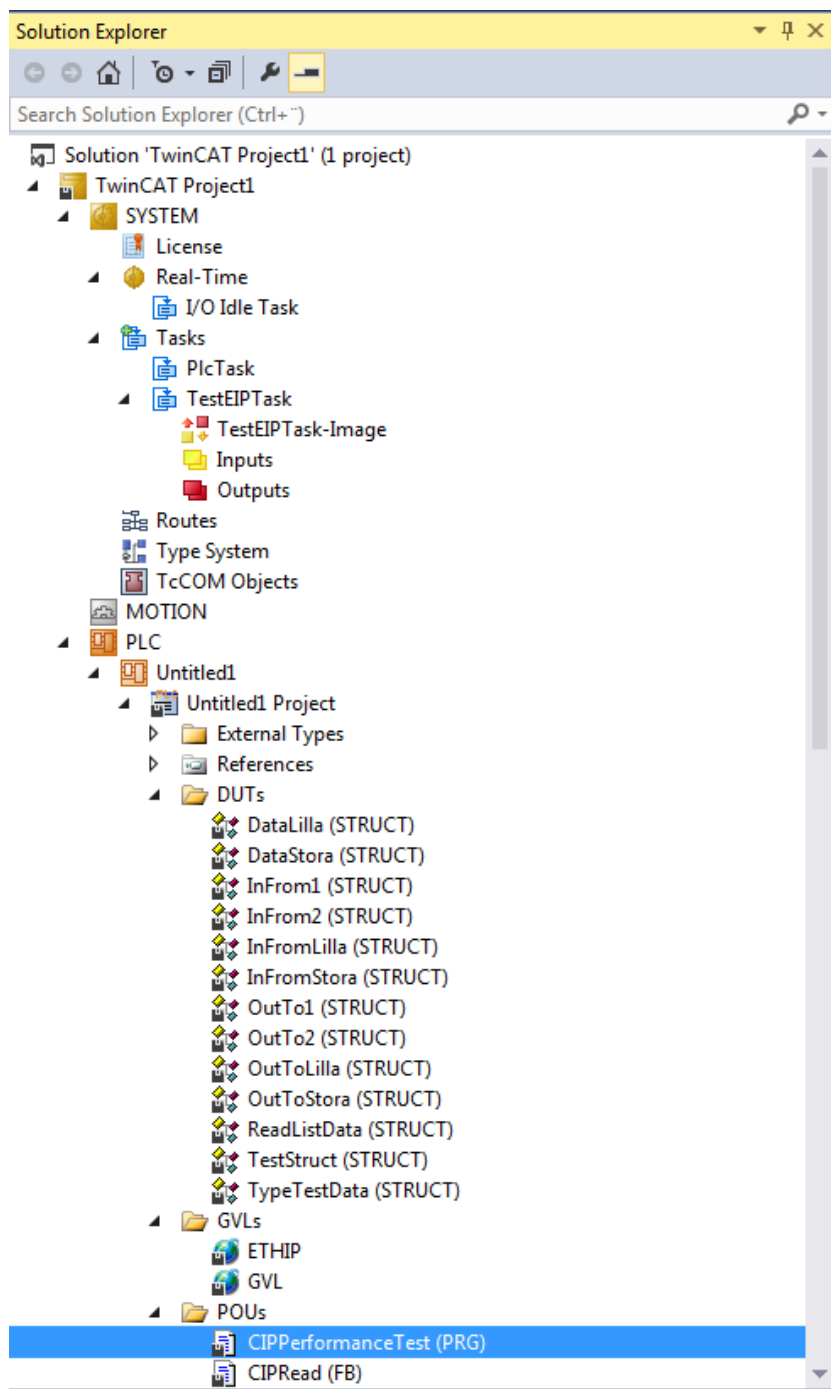 Solution Explorer
Search Solution Explorer (Ctrl+¨)
Solution 'TwinCAT Project1' (1 project)
TwinCAT Project1
SYSTEM
License
Real-Time
I/O Idle Task
Tasks
PlcTask
TestEIPTask
TestEIPTask-Image
Inputs
Outputs
Routes
Type System
TcCOM Objects
MOTION
PLC
Untitled1
Untitled1 Project
External Types
References
DUTs
DataLilla (STRUCT)
DataStora (STRUCT)
InFrom1 (STRUCT)
InFrom2 (STRUCT)
InFromLilla (STRUCT)
InFromStora (STRUCT)
OutTo1 (STRUCT)
OutTo2 (STRUCT)
OutToLilla (STRUCT)
OutToStora (STRUCT)
ReadListData (STRUCT)
TestStruct (STRUCT)
TypeTestData (STRUCT)
GVLs
ETHIP
GVL
POUs
CIPPerformanceTest (PRG)
CIPRead (FB)